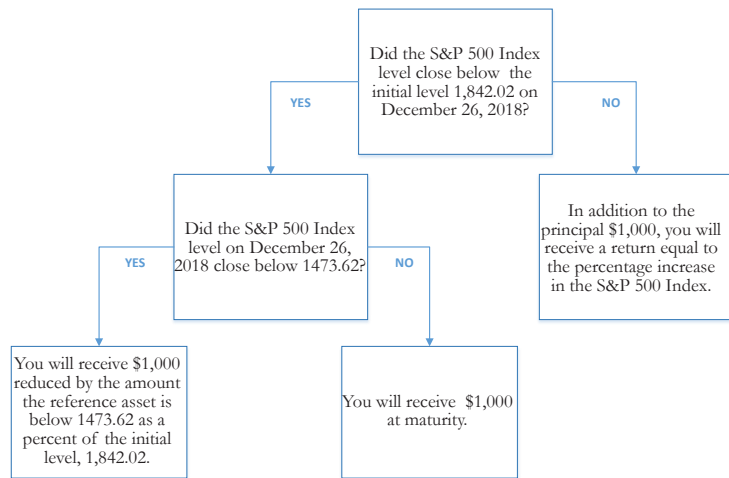 Did the S&P 500 Index
level close below the
initial level 1,842.02 on
December 26, 2018?
YES
NO
Did the S&P 500 Index
level on December 26,
2018 close below 1473.62?
In addition to the
principal $1,000, you will
receive a return equal to
the percentage increase
in the S&P 500 Index.
YES
NO
You will receive $1,000
reduced by the amount
the reference asset is
below 1473.62 as a
percent of the initial
level, 1,842.02.
You will receive $1,000
at maturity.